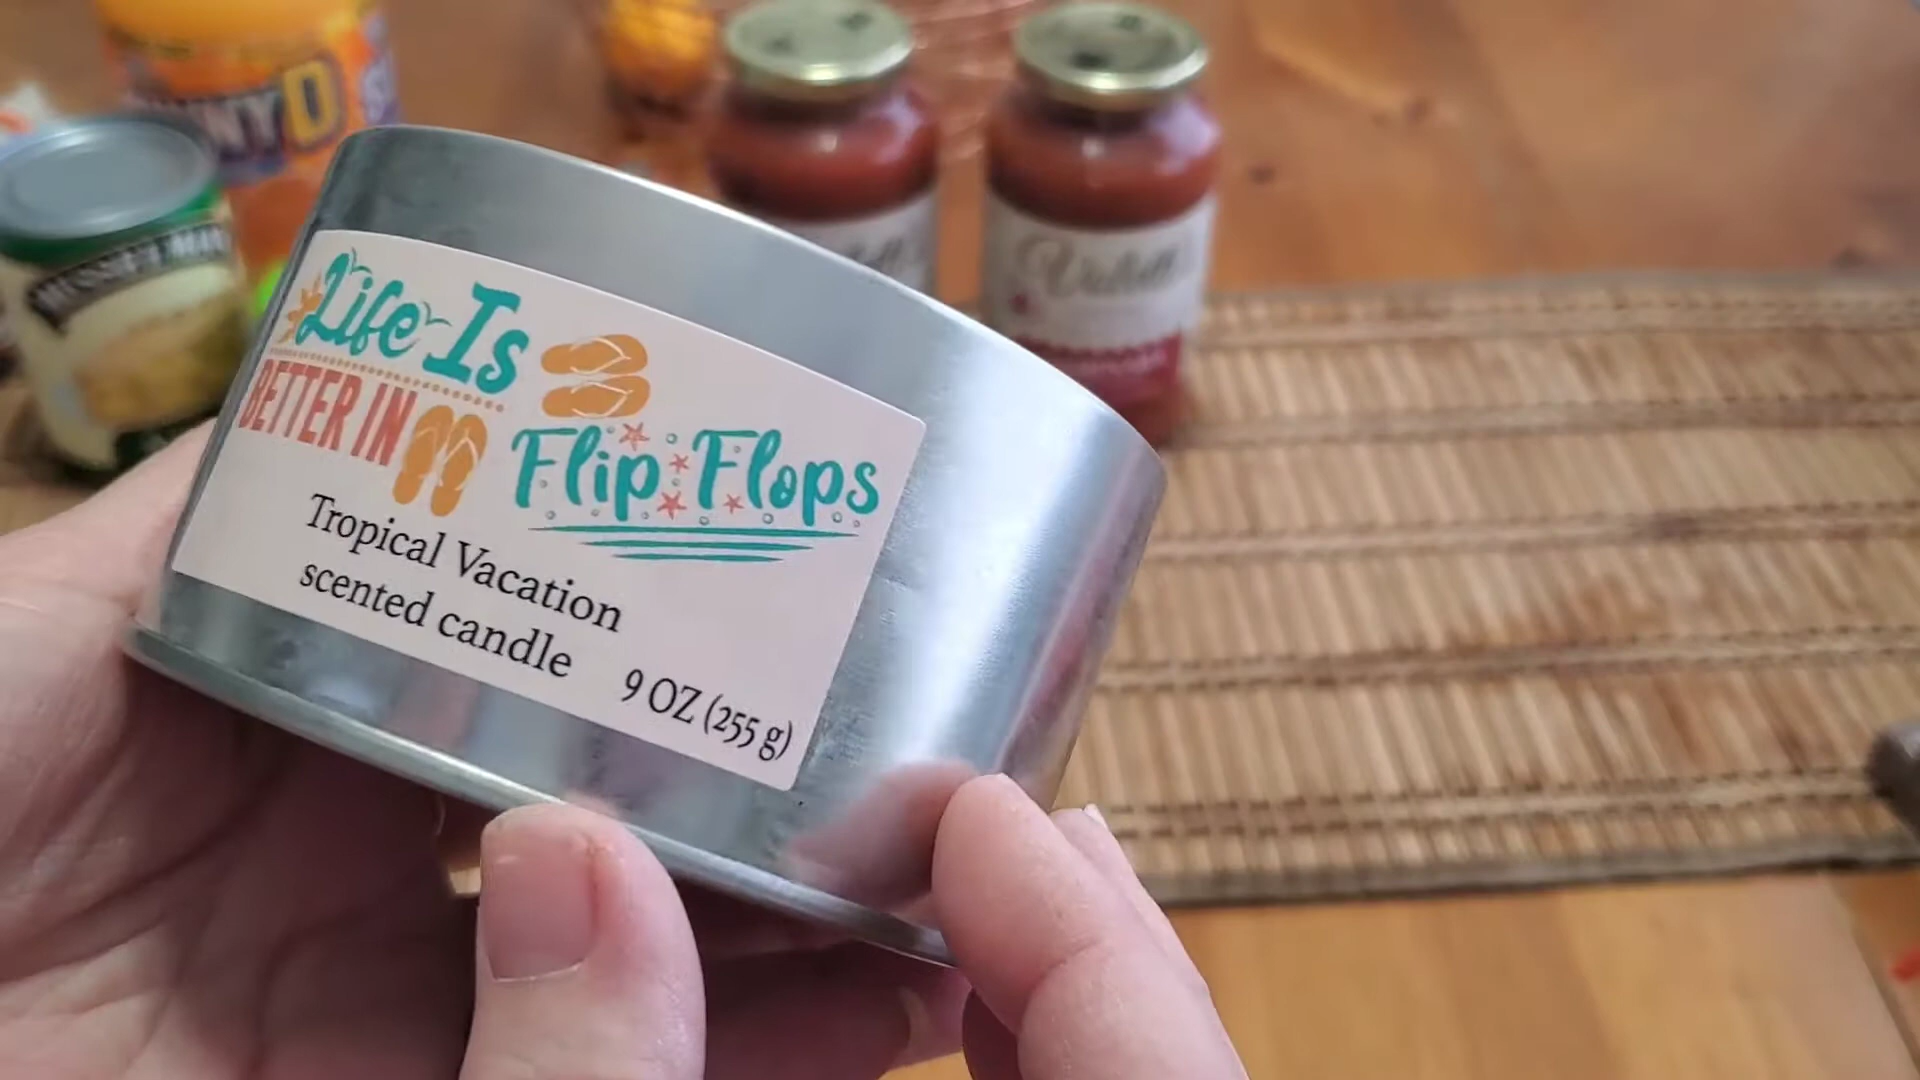 Life Is
BETTER IN
Flip Flops
Tropical Vacation
scented candle
9 OZ (255 g)